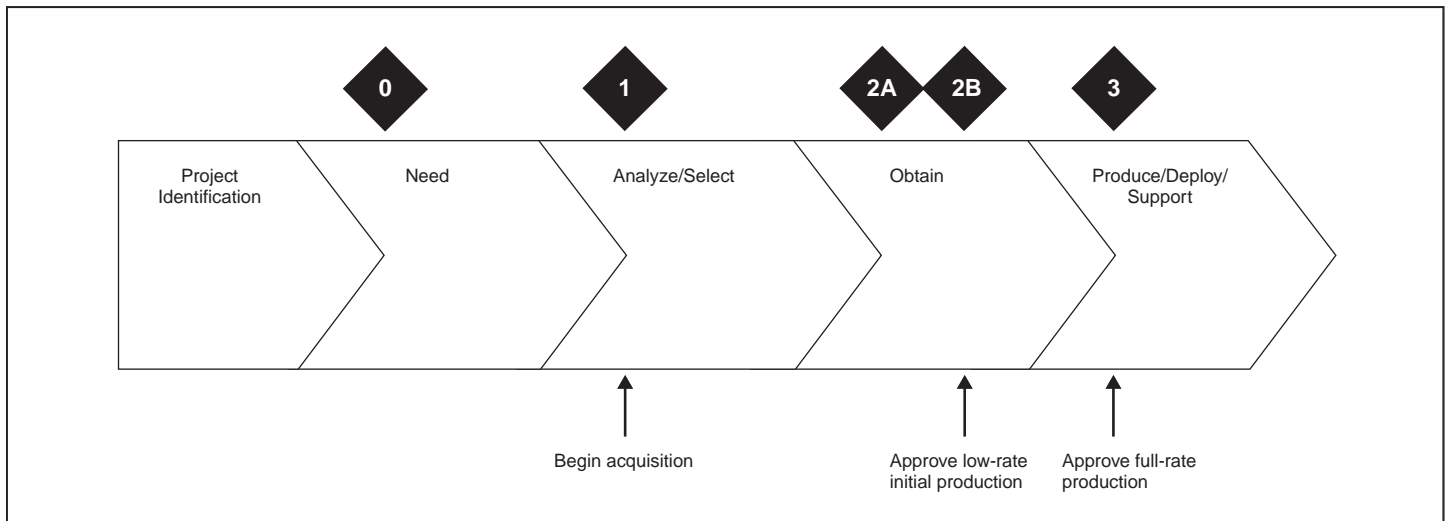 0
1
2A
2B
3
Project
Identification
Need
Analyze/Select
Obtain
Produce/Deploy/
Support
Begin acquisition
Approve low-rate
initial production
Approve full-rate
production